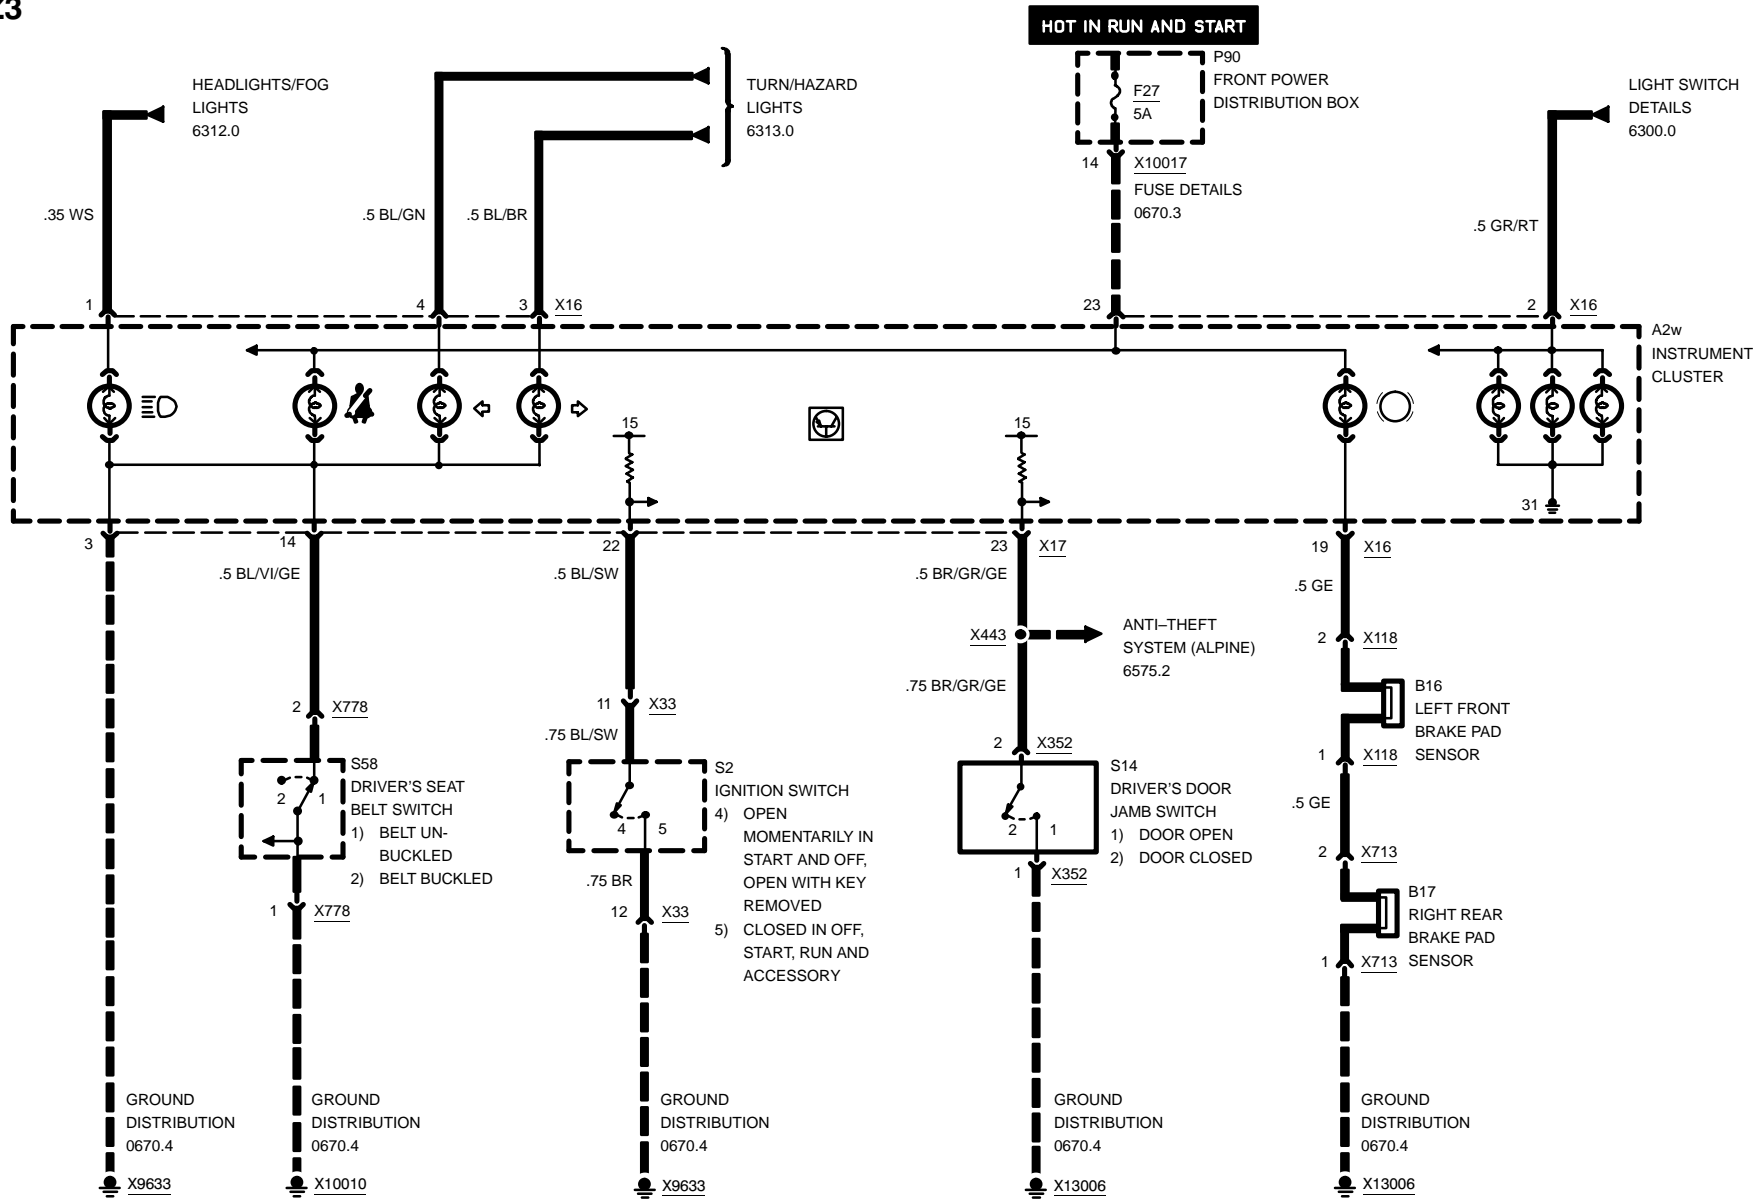 HOT IN RUN AND START
P90
FRONT POWER
DISTRIBUTION BOX
F27
5A
14
X10017
FUSE DETAILS
0670.3
HEADLIGHTS/FOG
LIGHTS
6312.0
TURN/HAZARD
LIGHTS
6313.0
LIGHT SWITCH
DETAILS
6300.0
.35 WS
.5 BL/GN
.5 BL/BR
.5 GR/RT
1
4
3
X16
23
2
X16
A2w
INSTRUMENT
CLUSTER
15
15
31
3
14
22
23
X17
19
X16
.5 BL/VI/GE
.5 BL/SW
.5 BR/GR/GE
.5 GE
X443
ANTI–THEFT
SYSTEM (ALPINE)
6575.2
2
X118
.75 BR/GR/GE
B16
LEFT FRONT
BRAKE PAD
SENSOR
1
X118
2
X778
11
X33
.75 BL/SW
2
X352
S58
DRIVER'S SEAT
BELT SWITCH
1) BELT UN-
BUCKLED
2) BELT BUCKLED
2
1
1
X778
S2
IGNITION SWITCH
4) OPEN
MOMENTARILY IN
START AND OFF,
OPEN WITH KEY
REMOVED
5) CLOSED IN OFF,
START, RUN AND
ACCESSORY
4
5
.75 BR
12
X33
S14
DRIVER'S DOOR
JAMB SWITCH
1) DOOR OPEN
2) DOOR CLOSED
2
1
1
X352
.5 GE
2
X713
B17
RIGHT REAR
BRAKE PAD
SENSOR
1
X713
GROUND
DISTRIBUTION
0670.4
X9633
GROUND
DISTRIBUTION
0670.4
X10010
GROUND
DISTRIBUTION
0670.4
X9633
GROUND
DISTRIBUTION
0670.4
X13006
GROUND
DISTRIBUTION
0670.4
X13006